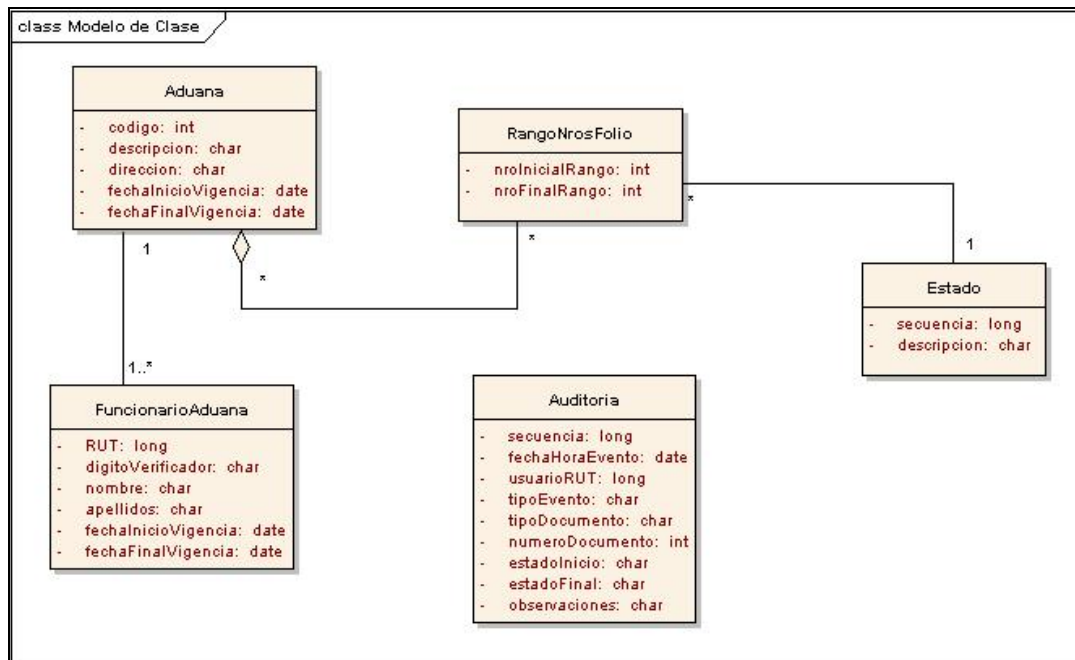 class Modelo de Clase
Aduana
- codigo: int
- descripcion: char
- direccion: char
- fechaInicioVigencia: date
- fechaFinalVigencia: date
RangoNrosFolio
- nroInicialRango: int
- nroFinalRango: int
*
1
*
*
1
Estado
- secuencia: long
- descripcion: char
1..*
FuncionarioAduana
- RUT: long
- digitoVerificador: char
- nombre: char
- apellidos: char
- fechaInicioVigencia: date
- fechaFinalVigencia: date
Auditoria
- secuencia: long
- fechaHoraEvento: date
- usuarioRUT: long
- tipoEvento: char
- tipoDocumento: char
- numeroDocumento: int
- estadoInicio: char
- estadoFinal: char
- observaciones: char